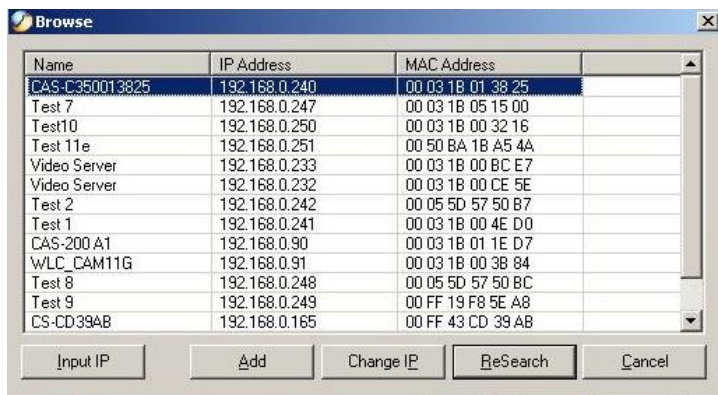 Browse
Name IP Address MAC Address
CAS-C350013825 192.168.0.240 00 03 1B 01 38 25
Test 7 192.168.0.247 00 03 1B 05 15 00
Test10 192.168.0.250 00 03 1B 00 32 16
Test 11e 192.168.0.251 00 50 BA 1B A5 4A
Video Server 192.168.0.233 00 03 1B 00 BC E7
Video Server 192.168.0.232 00 03 1B 00 CE 5E
Test 2 192.168.0.242 00 05 5D 57 50 B7
Test 1 192.168.0.241 00 03 1B 00 4E D0
CAS-200 A1 192.168.0.90 00 03 1B 01 1E D7
WLC_CAM11G 192.168.0.91 00 03 1B 00 3B 84
Test 8 192.168.0.248 00 05 5D 57 50 BC
Test 9 192.168.0.249 00 FF 19 F8 5E A8
CS-CD39AB 192.168.0.165 00 FF 43 CD 39 AB
Input IP Add Change IP ReSearch Cancel